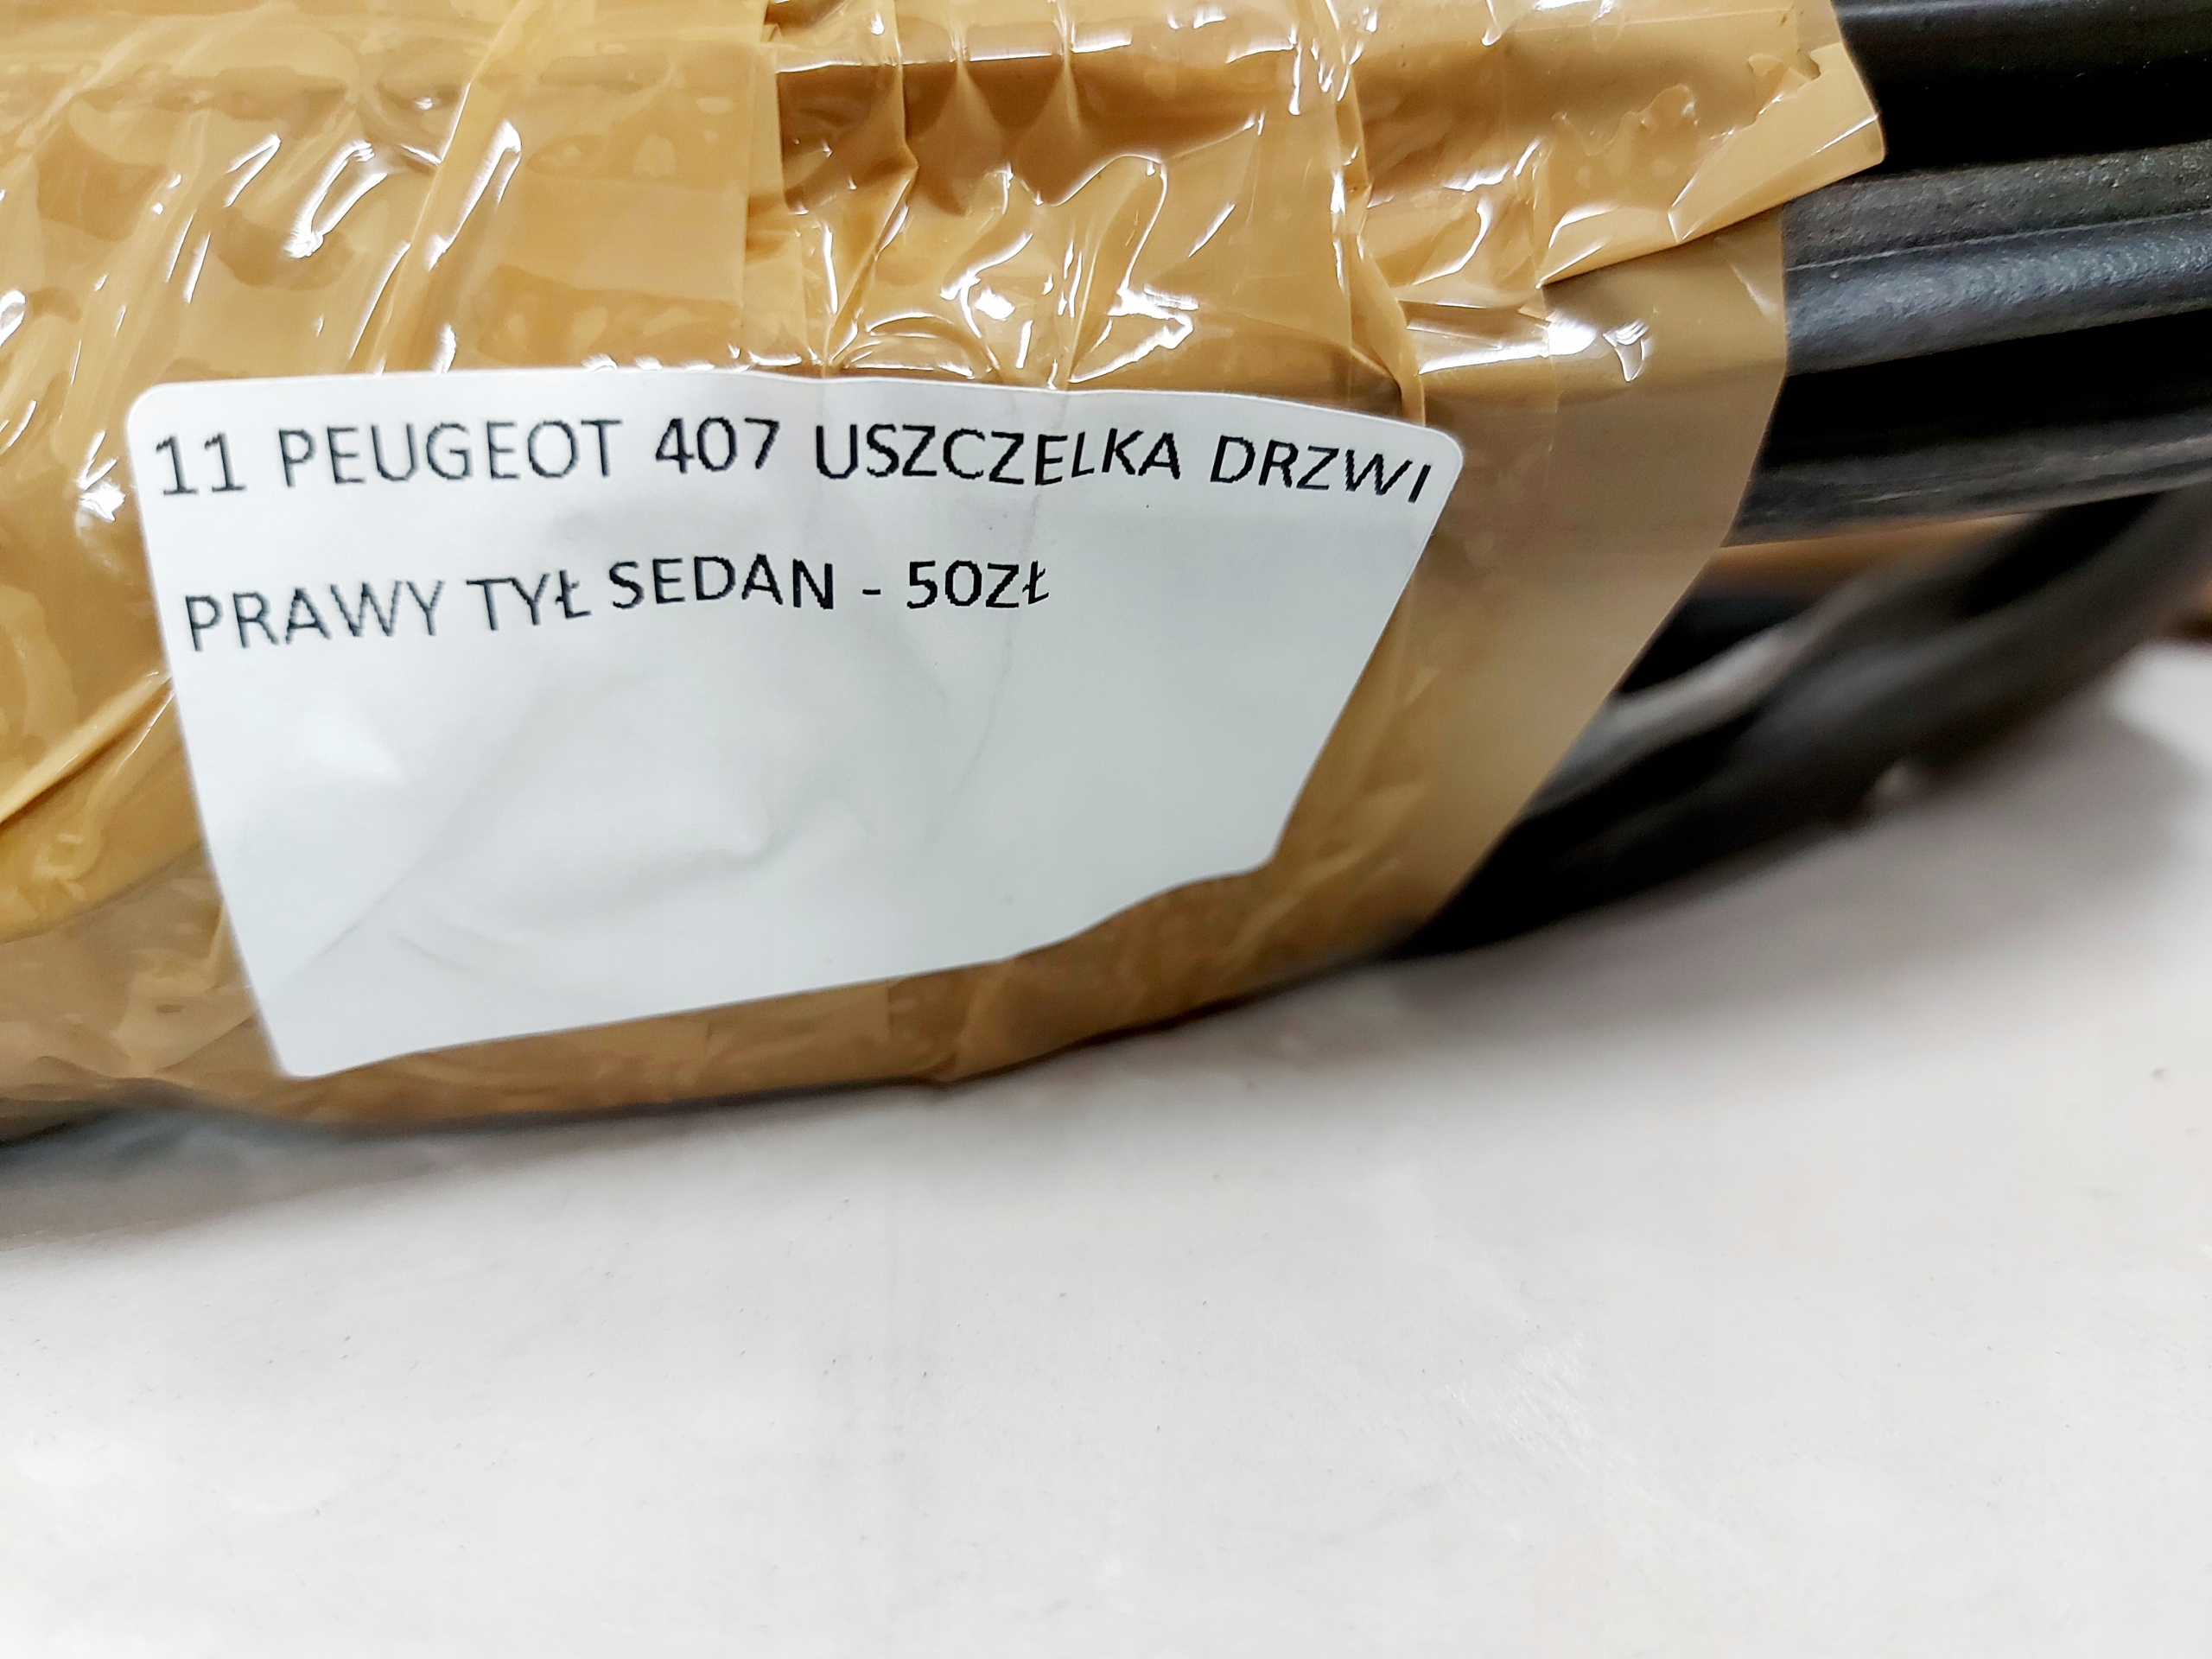 11 PEUGEOT 407 USZCZELKA DRZWI
PRAWY TYŁ SEDAN - 50ZŁ